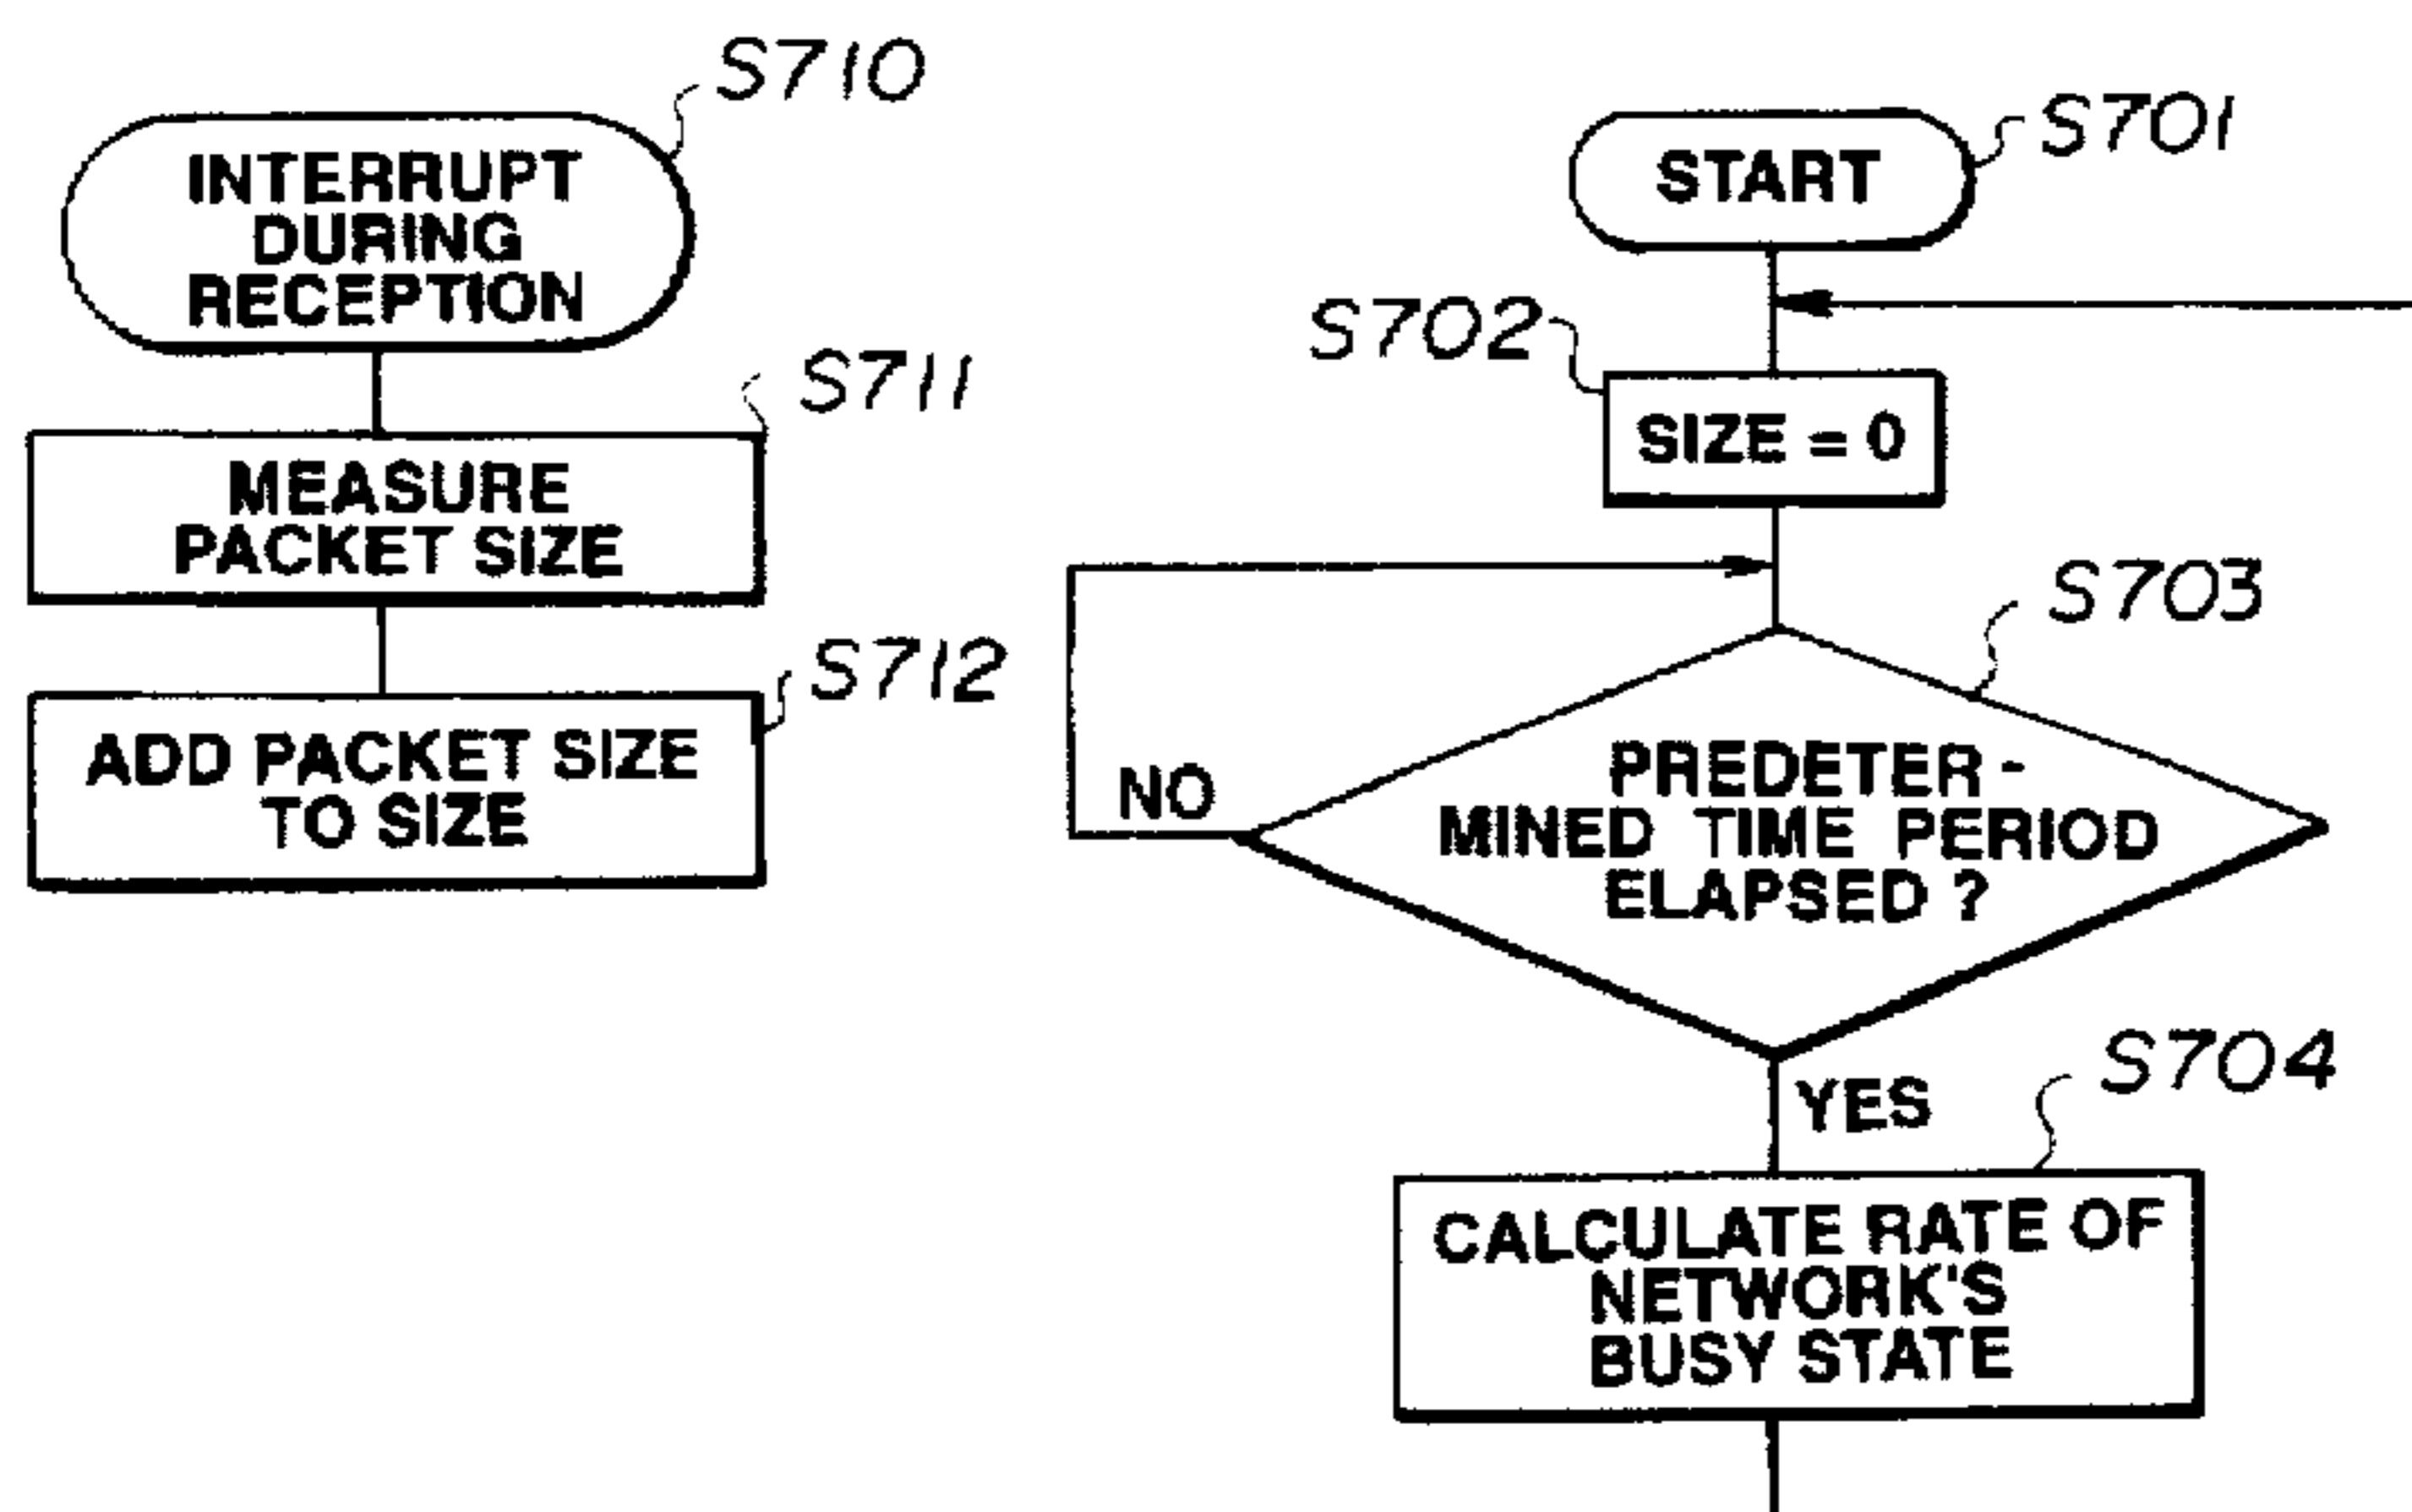 S710
INTERRUPT
DURING
RECEPTION
S711
MEASURE
PACKET SIZE
S712
ADD PACKET SIZE
TO SIZE
S701
START
S702
SIZE = 0
S703
PREDETER -
MINED TIME PERIOD
ELAPSED ?
NO
YES
S704
CALCULATE RATE OF
NETWORK'S
BUSY STATE